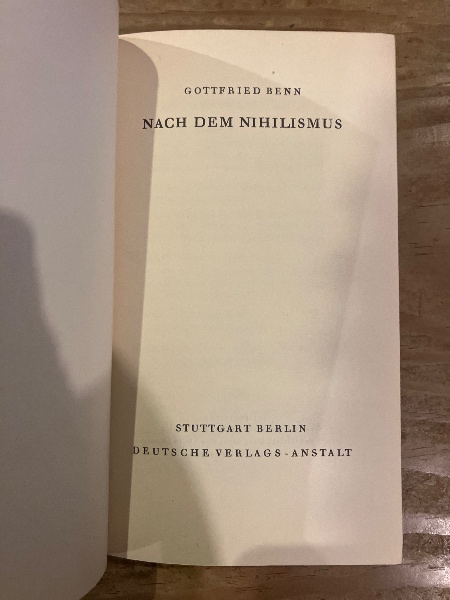 GOTTFRIED BENN
NACH DEM NIHILISMUS
STUTTGART BERLIN
DEUTSCHE VERLAGS-ANSTALT